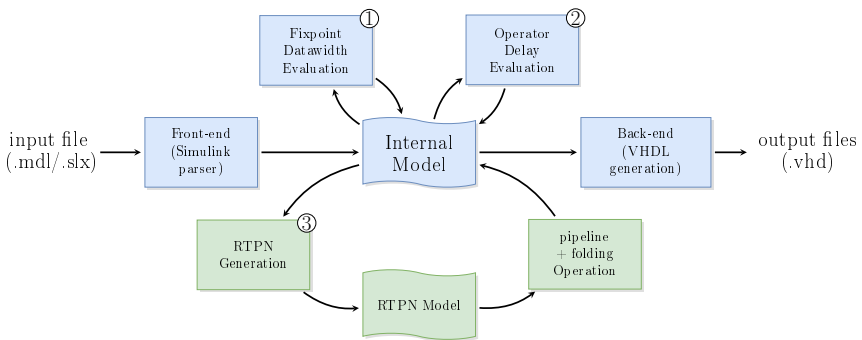 ①
Fixpoint
Datawidth
Evaluation
②
Operator
Delay
Evaluation
input file
(.mdl/.slx)
Front-end
(Simulink
parser)
Internal
Model
Back-end
(VHDL
generation)
output files
(.vhd)
③
RTPN
Generation
RTPN Model
pipeline
+ folding
Operation